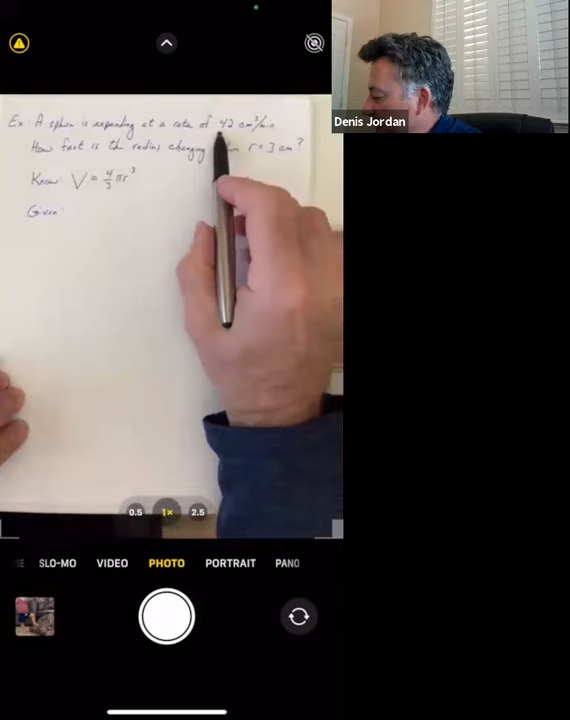 Ex: A sphere is expanding at a rate of 42 cm³/min.
How fast is the radius changing r = 3 cm?
Know: V = 4/3 πr³
Given:
Denis Jordan
0.5 1× 2.5
SLO-MO VIDEO PHOTO PORTRAIT PANO